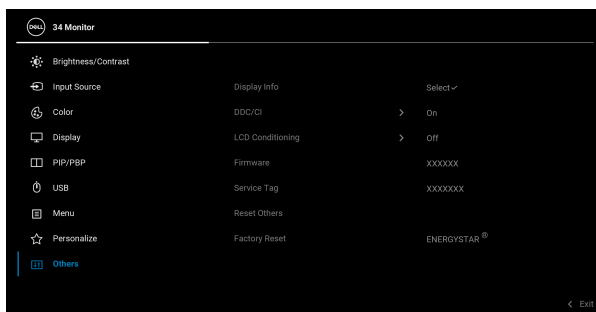 DELL 34 Monitor
Brightness/Contrast
Input Source Display Info Select✓
Color DDC/CI > On
Display LCD Conditioning > Off
PIP/PBP Firmware XXXXXX
USB Service Tag XXXXXXX
Menu Reset Others
Personalize Factory Reset ENERGYSTAR ®
Others
< Exit